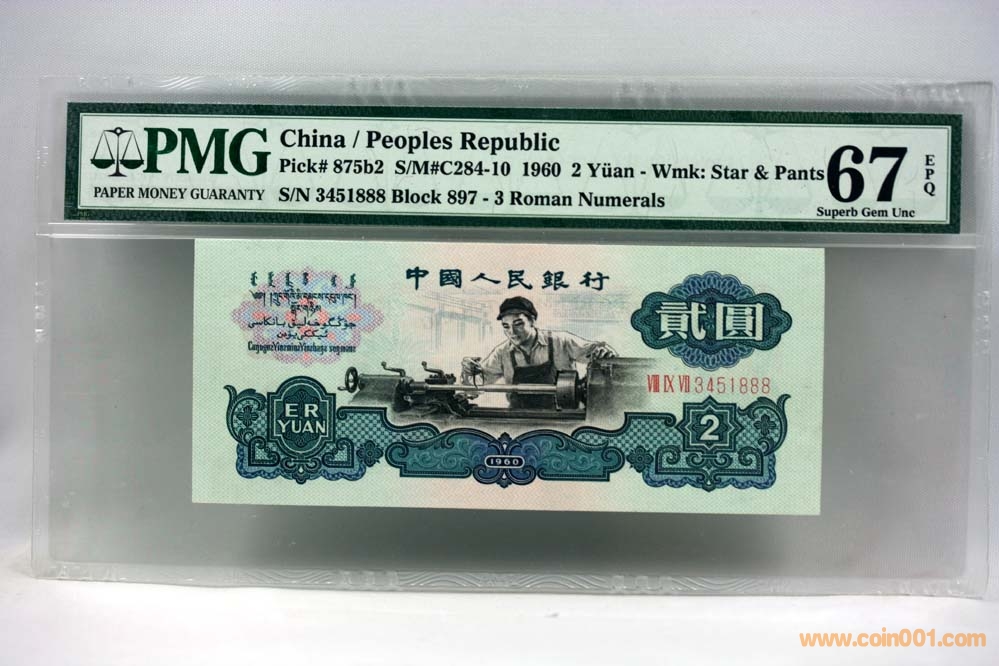 PMG
PAPER MONEY GUARANTY
China / Peoples Republic
Pick# 875b2 S/M#C284-10 1960 2 Yüan - Wmk: Star & Pants
S/N 3451888 Block 897 - 3 Roman Numerals
67
EPQ
Superb Gem Unc
中國人民銀行
貳圓
VIII IX VII 3451888
ER
YUAN
1960
2
www.coin001.com